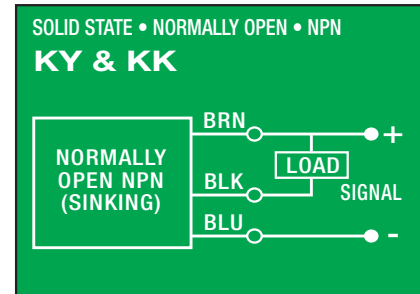 SOLID STATE • NORMALLY OPEN • NPN
KY & KK
BRN
+
NORMALLY
OPEN NPN
(SINKING)
LOAD
BLK
SIGNAL
BLU
-